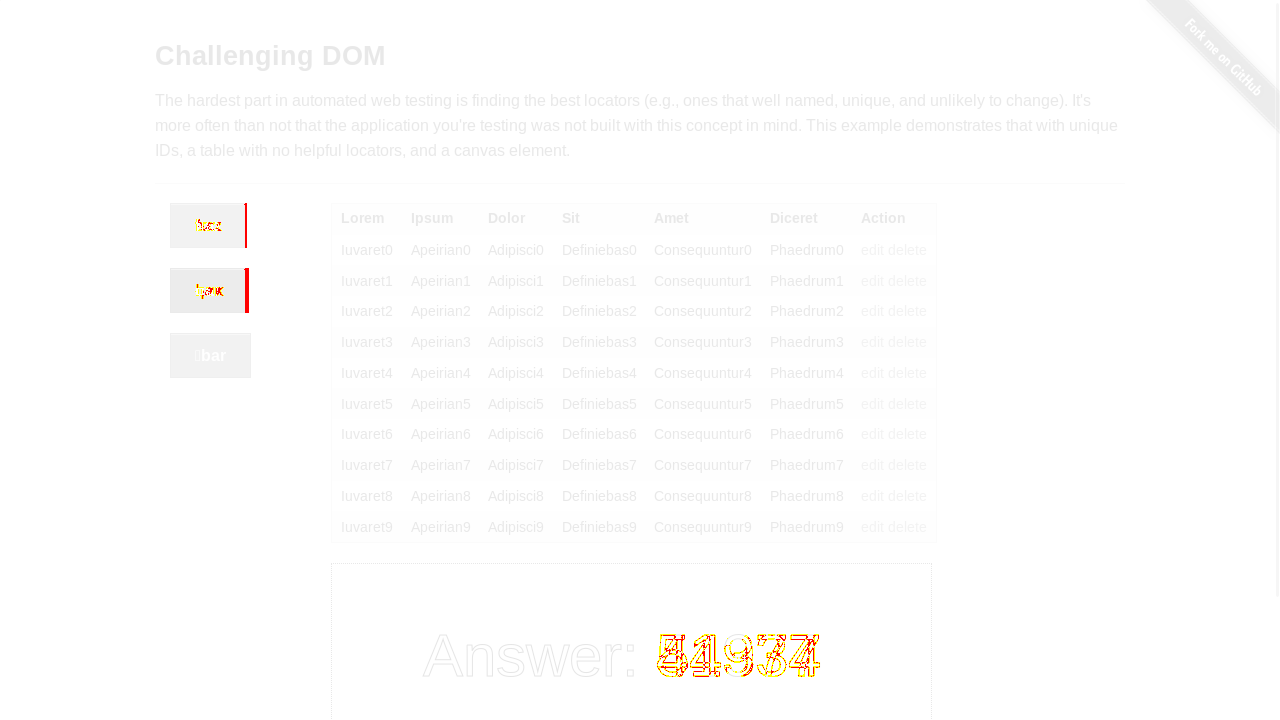 Fork me on GitHub
Challenging DOM
The hardest part in automated web testing is finding the best locators (e.g., ones that well named, unique, and unlikely to change). It's
more often than not that the application you're testing was not built with this concept in mind. This example demonstrates that with unique
IDs, a table with no helpful locators, and a canvas element.
bar
Lorem Ipsum Dolor Sit Amet Diceret Action
Iuvaret0 Apeirian0 Adipisci0 Definiebas0 Consequuntur0 Phaedrum0 edit delete
Iuvaret1 Apeirian1 Adipisci1 Definiebas1 Consequuntur1 Phaedrum1 edit delete
Iuvaret2 Apeirian2 Adipisci2 Definiebas2 Consequuntur2 Phaedrum2 edit delete
Iuvaret3 Apeirian3 Adipisci3 Definiebas3 Consequuntur3 Phaedrum3 edit delete
Iuvaret4 Apeirian4 Adipisci4 Definiebas4 Consequuntur4 Phaedrum4 edit delete
Iuvaret5 Apeirian5 Adipisci5 Definiebas5 Consequuntur5 Phaedrum5 edit delete
Iuvaret6 Apeirian6 Adipisci6 Definiebas6 Consequuntur6 Phaedrum6 edit delete
Iuvaret7 Apeirian7 Adipisci7 Definiebas7 Consequuntur7 Phaedrum7 edit delete
Iuvaret8 Apeirian8 Adipisci8 Definiebas8 Consequuntur8 Phaedrum8 edit delete
Iuvaret9 Apeirian9 Adipisci9 Definiebas9 Consequuntur9 Phaedrum9 edit delete
Answer: